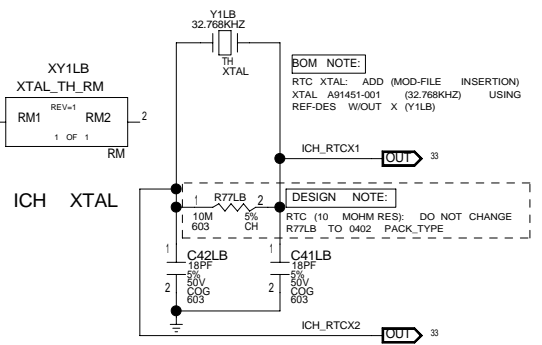 Y1LB
32.768KHZ
TH
XTAL
XY1LB
XTAL_TH_RM
REV=1
RM1 RM2
2
1 OF 1
RM
BOM NOTE:
RTC XTAL: ADD (MOD-FILE INSERTION)
XTAL A91451-001 (32.768KHZ) USING
REF-DES W/OUT X (Y1LB)
ICH_RTCX1 OUT 33
ICH XTAL
1 R77LB 2
10M 5%
603 CH
DESIGN NOTE:
RTC (10 MOHM RES): DO NOT CHANGE
R77LB TO 0402 PACK_TYPE
1 C42LB
18PF
5%
2 50V
COG
603
1 C41LB
18PF
5%
2 50V
COG
603
ICH_RTCX2 OUT 33